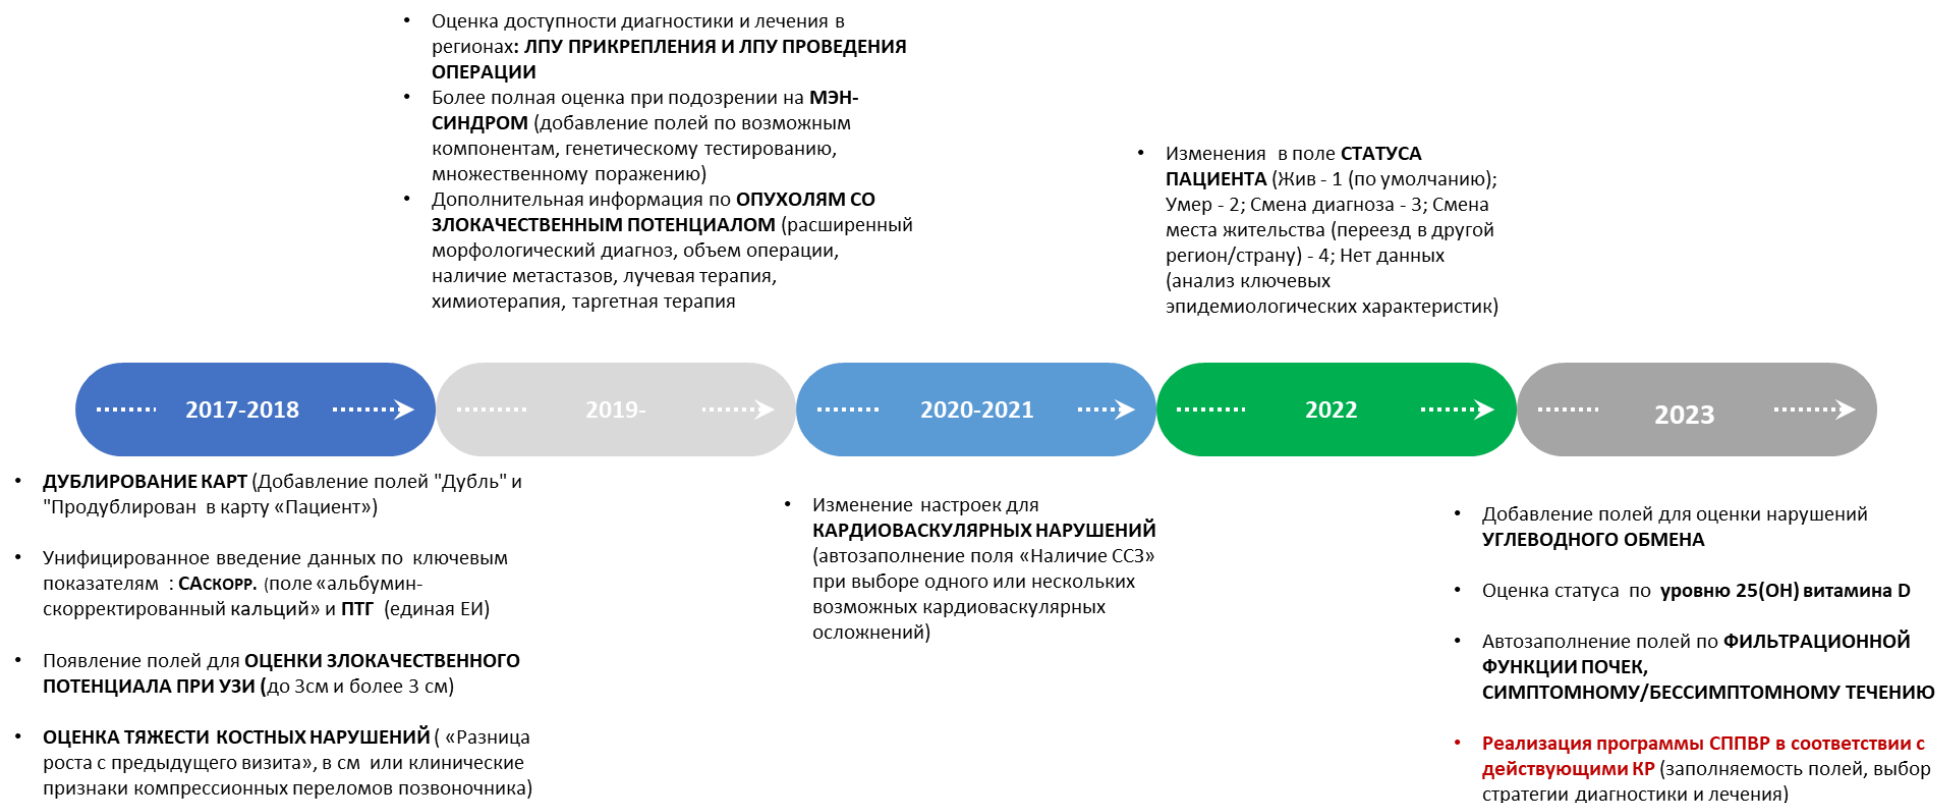 • Оценка доступности диагностики и лечения в
регионах: ЛПУ ПРИКРЕПЛЕНИЯ И ЛПУ ПРОВЕДЕНИЯ
ОПЕРАЦИИ
• Более полная оценка при подозрении на МЭН-
СИНДРОМ (добавление полей по возможным
компонентам, генетическому тестированию,
множественному поражению)
• Дополнительная информация по ОПУХОЛЯМ СО
ЗЛОКАЧЕСТВЕННЫМ ПОТЕНЦИАЛОМ (расширенный
морфологический диагноз, объем операции,
наличие метастазов, лучевая терапия,
химиотерапия, таргетная терапия
• Изменения в поле СТАТУСА
ПАЦИЕНТА (Жив - 1 (по умолчанию);
Умер - 2; Смена диагноза - 3; Смена
места жительства (переезд в другой
регион/страну) - 4; Нет данных
(анализ ключевых
эпидемиологических характеристик)
2017-2018
2019-
2020-2021
2022
2023
• ДУБЛИРОВАНИЕ КАРТ (Добавление полей "Дубль" и
"Продублирован в карту «Пациент»)
• Унифицированное введение данных по ключевым
показателям : САСКОРР. (поле «альбумин-
скорректированный кальций» и ПТГ (единая ЕИ)
• Появление полей для ОЦЕНКИ ЗЛОКАЧЕСТВЕННОГО
ПОТЕНЦИАЛА ПРИ УЗИ (до 3см и более 3 см)
• ОЦЕНКА ТЯЖЕСТИ КОСТНЫХ НАРУШЕНИЙ ( «Разница
роста с предыдущего визита», в см или клинические
признаки компрессионных переломов позвоночника)
• Изменение настроек для
КАРДИОВАСКУЛЯРНЫХ НАРУШЕНИЙ
(автозаполнение поля «Наличие ССЗ»
при выборе одного или нескольких
возможных кардиоваскулярных
осложнений)
• Добавление полей для оценки нарушений
УГЛЕВОДНОГО ОБМЕНА
• Оценка статуса по уровню 25(ОН) витамина D
• Автозаполнение полей по ФИЛЬТРАЦИОННОЙ
ФУНКЦИИ ПОЧЕК,
СИМПТОМНОМУ/БЕССИМПТОМНОМУ ТЕЧЕНИЮ
• Реализация программы СППВР в соответствии с
действующими КР (заполняемость полей, выбор
стратегии диагностики и лечения)